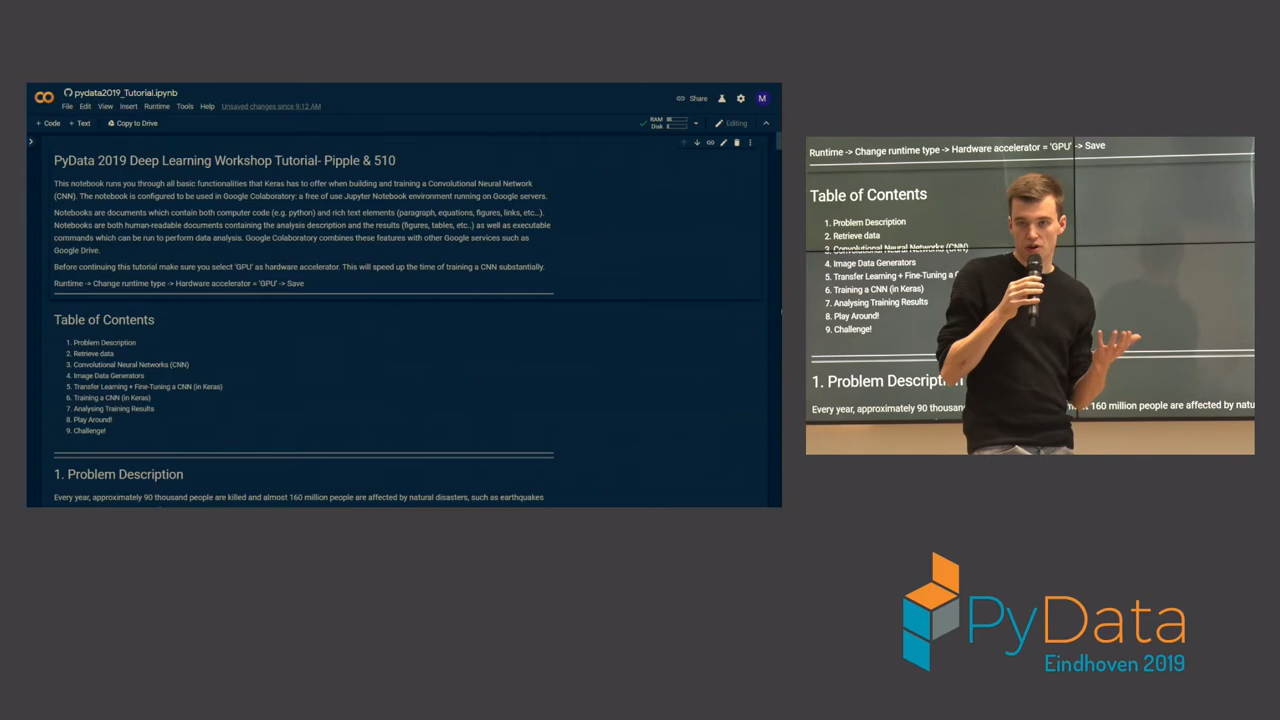 pydata2019_Tutorial.ipynb
File Edit View Insert Runtime Tools Help Unsaved changes since 9:12 AM
Share
M
+ Code + Text Copy to Drive
RAM
Disk
Editing
PyData 2019 Deep Learning Workshop Tutorial- Pipple & 510
This notebook runs you through all basic functionalities that Keras has to offer when building and training a Convolutional Neural Network
(CNN). The notebook is configured to be used in Google Colaboratory: a free of use Jupyter Notebook environment running on Google servers.
Notebooks are documents which contain both computer code (e.g. python) and rich text elements (paragraph, equations, figures, links, etc...).
Notebooks are both human-readable documents containing the analysis description and the results (figures, tables, etc..) as well as executable
commands which can be run to perform data analysis. Google Colaboratory combines these features with other Google services such as
Google Drive.
Before continuing this tutorial make sure you select 'GPU' as hardware accelerator. This will speed up the time of training a CNN substantially.
Runtime -> Change runtime type -> Hardware accelerator = 'GPU' -> Save
Table of Contents
1. Problem Description
2. Retrieve data
3. Convolutional Neural Networks (CNN)
4. Image Data Generators
5. Transfer Learning + Fine-Tuning a CNN (in Keras)
6. Training a CNN (in Keras)
7. Analysing Training Results
8. Play Around!
9. Challenge!
1. Problem Description
Every year, approximately 90 thousand people are killed and almost 160 million people are affected by natural disasters, such as earthquakes
Runtime -> Change runtime type -> Hardware accelerator = 'GPU' -> Save
Table of Contents
1. Problem Description
2. Retrieve data
3. Convolutional Neural Networks (CNN)
4. Image Data Generators
5. Transfer Learning + Fine-Tuning a C
6. Training a CNN (in Keras)
7. Analysing Training Results
8. Play Around!
9. Challenge!
1. Problem Description
Every year, approximately 90 thousan 160 million people are affected by natu
PyData
Eindhoven 2019